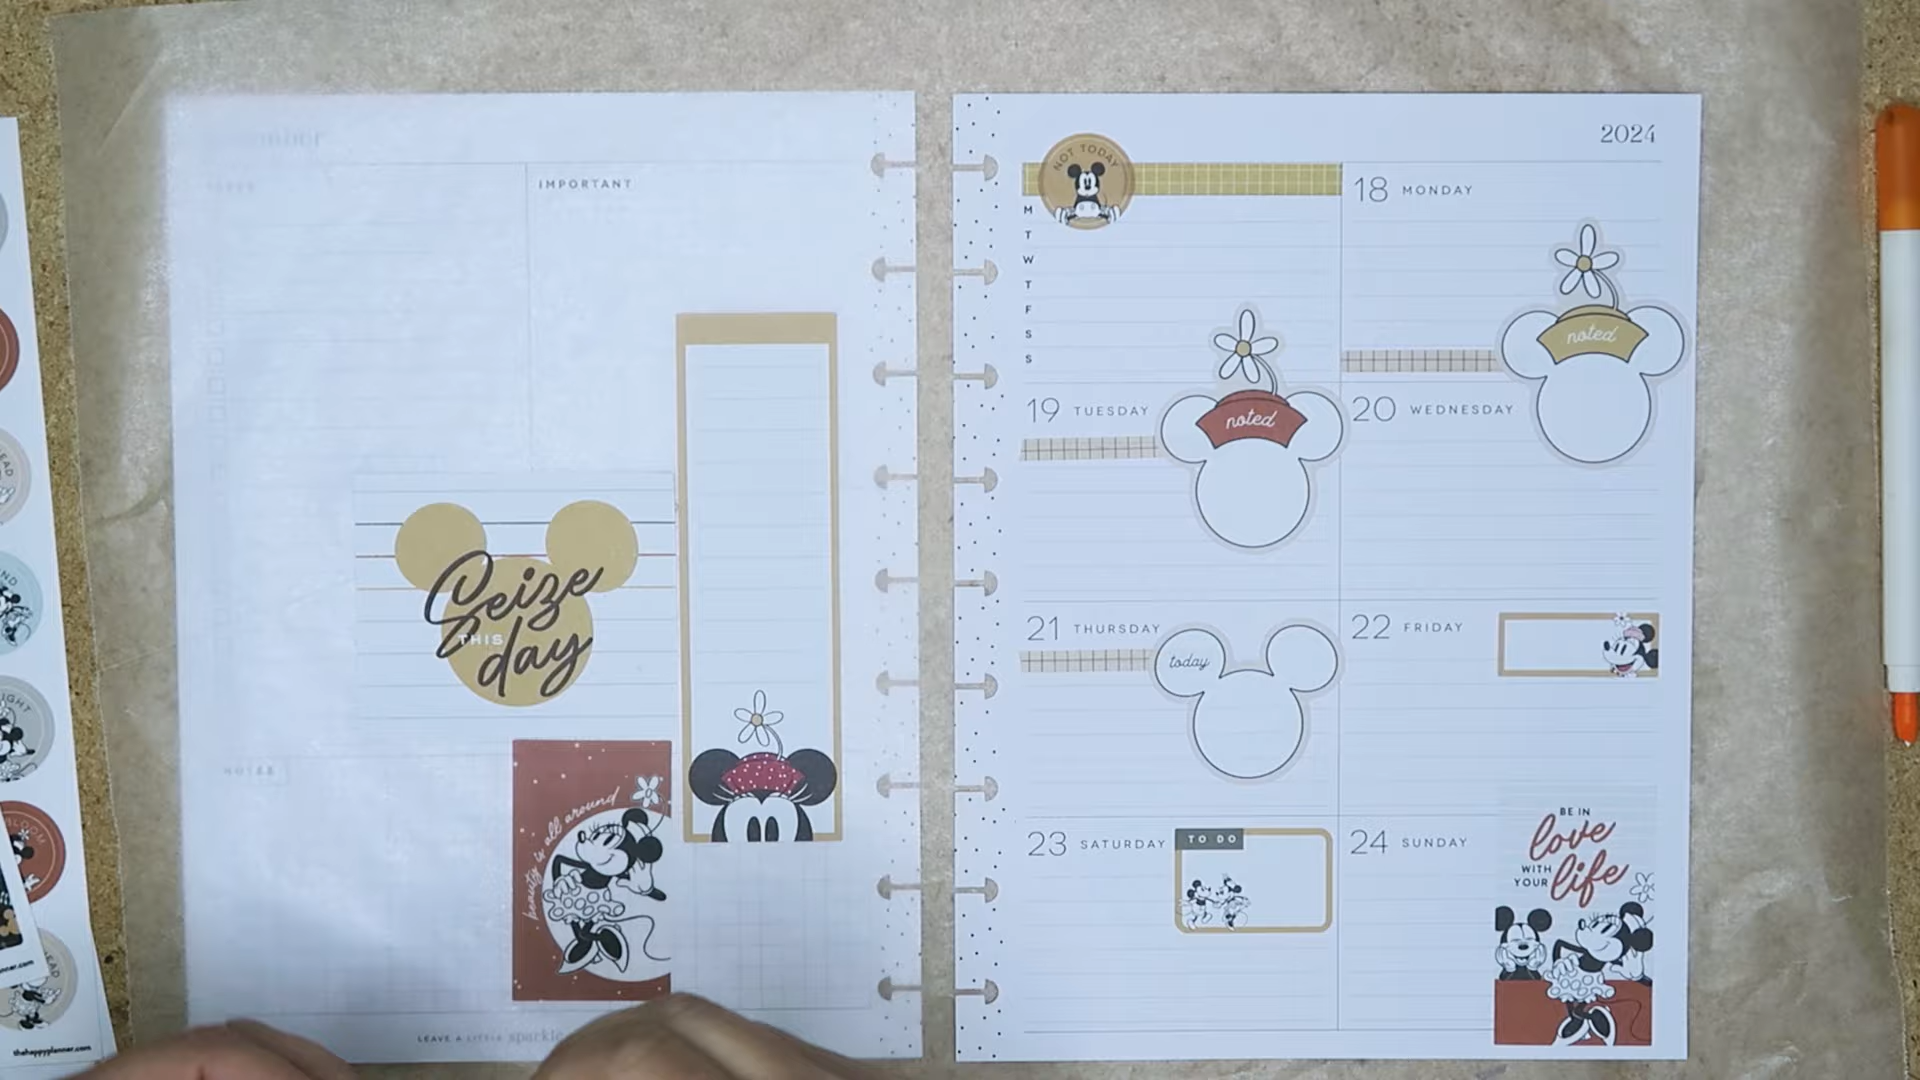 IMPORTANT
Seize
THIS
day
NOTES
beauty is all around
LEAVE A LITTLE sparkle
thehappyplanner.com
2024
NOT TODAY
M
T
W
T
F
S
S
18 MONDAY
noted
19 TUESDAY
noted
20 WEDNESDAY
21 THURSDAY
today
22 FRIDAY
23 SATURDAY
TO DO
24 SUNDAY
BE IN
love
WITH
YOUR life